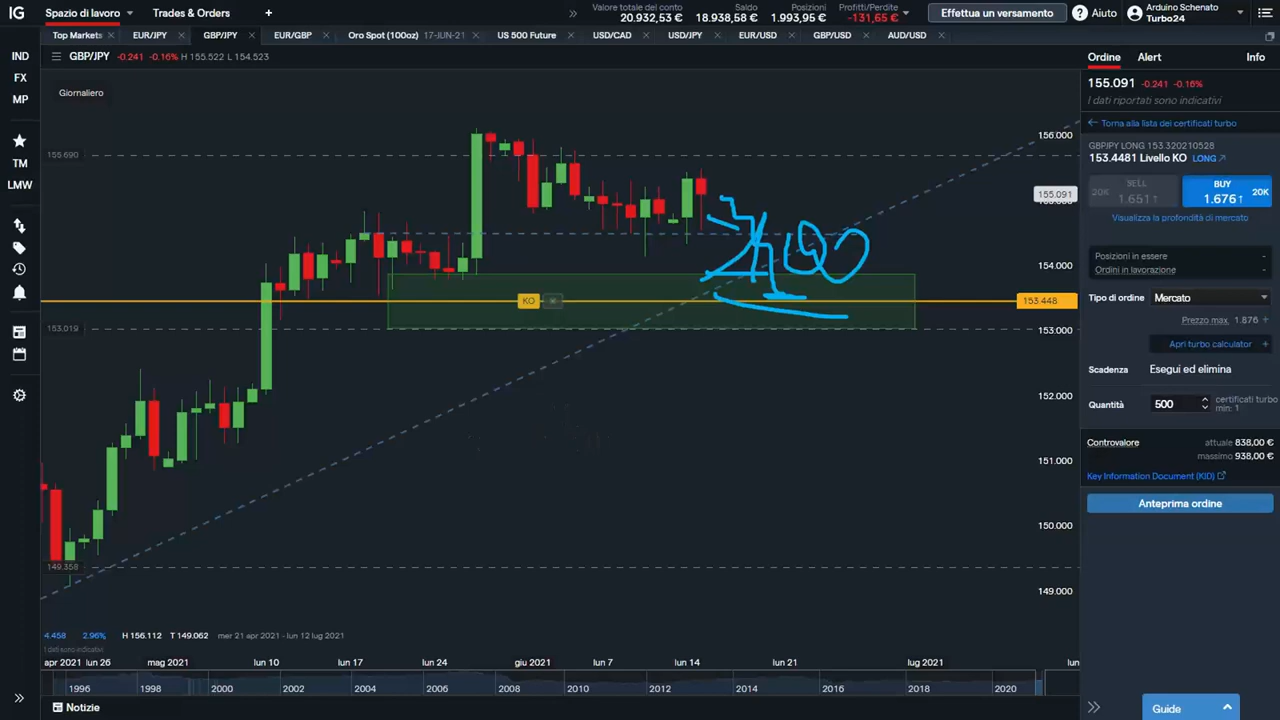 IG Spazio di lavoro Trades & Orders + Valore totale del conto 20.932,53 € Saldo 18.938,58 € Posizioni 1.993,95 € Profitti/Perdite -131,65 € Effettua un versamento Aiuto Arduino Schenato Turbo24
Top Markets EUR/JPY GBP/JPY EUR/GBP Oro Spot (100oz) 17-JUN-21 US 500 Future USD/CAD USD/JPY EUR/USD GBP/USD AUD/USD
IND
FX
MP
TM
LMW
GBP/JPY -0.241 -0.16% H 155.522 L 154.523
Giornaliero
155.690
153.019
149.358
KO
156.000
155.091
154.000
153.448
153.000
152.000
151.000
150.000
149.000
4.458 2.96% H 156.112 T 149.062 mer 21 apr 2021 - lun 12 lug 2021
I dati sono indicativi
apr 2021 lun 26 mag 2021 lun 10 lun 17 lun 24 giu 2021 lun 7 lun 14 lun 21 lug 2021 lun
1996 1998 2000 2002 2004 2006 2008 2010 2012 2014 2016 2018 2020
Notizie
Ordine Alert Info
155.091 -0.241 -0.16%
I dati riportati sono indicativi
Torna alla lista dei certificati turbo
GBPJPY LONG 153.320210528
153.4481 Livello KO LONG
20K SELL 1.651 BUY 1.676 20K
Visualizza la profondità di mercato
Posizioni in essere -
Ordini in lavorazione -
Tipo di ordine Mercato
Prezzo max. 1.876 +
Apri turbo calculator +
Scadenza Esegui ed elimina
Quantità 500 certificati turbo min: 1
Controvalore attuale 838,00 €
massimo 938,00 €
Key Information Document (KID)
Anteprima ordine
Guide